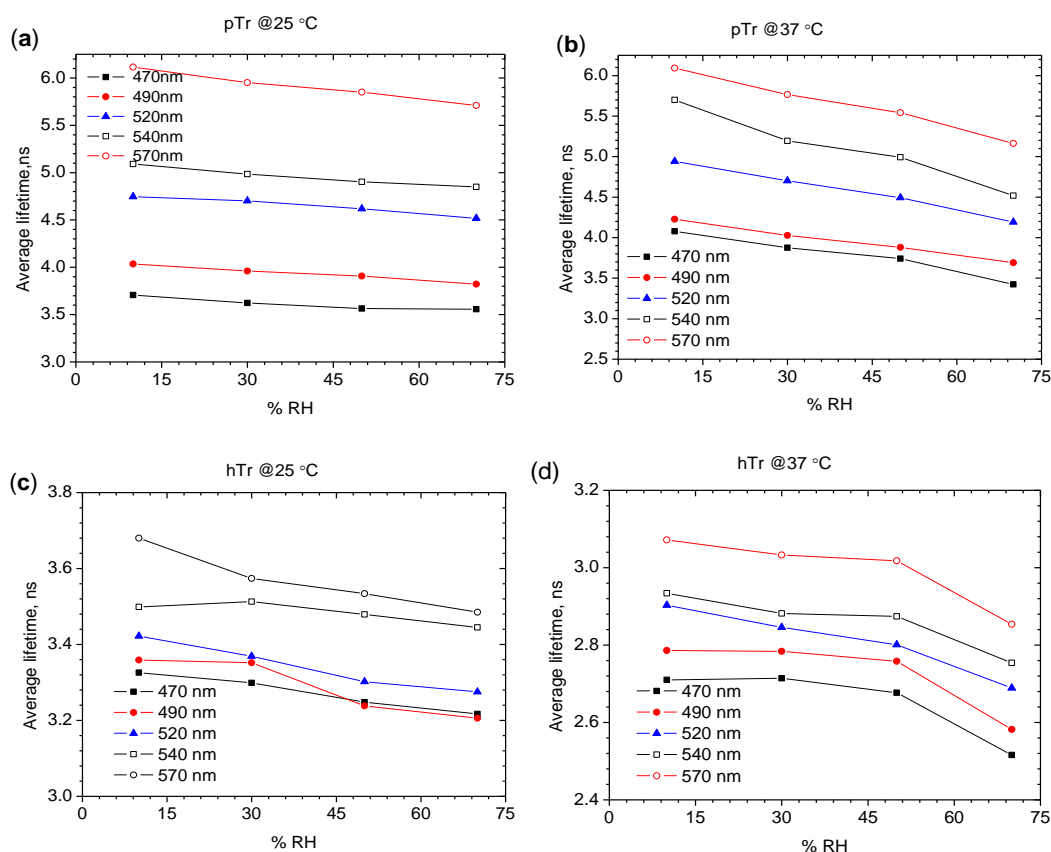 (a)
pTr @25 °C
Average lifetime,ns
6.0
5.5
5.0
4.5
4.0
3.5
3.0
470nm
490nm
520nm
540nm
570nm
0 15 30 45 60 75
% RH
(b)
pTr @37 °C
Average lifetime, ns
6.0
5.5
5.0
4.5
4.0
3.5
3.0
2.5
470 nm
490 nm
520 nm
540 nm
570 nm
0 15 30 45 60 75
% RH
(c)
hTr @25 °C
Average lifetime, ns
3.8
3.6
3.4
3.2
3.0
470 nm
490 nm
520 nm
540 nm
570 nm
0 15 30 45 60 75
% RH
(d)
hTr @37 °C
Average lifetime, ns
3.2
3.0
2.8
2.6
2.4
470 nm
490 nm
520 nm
540 nm
570 nm
0 15 30 45 60 75
% RH